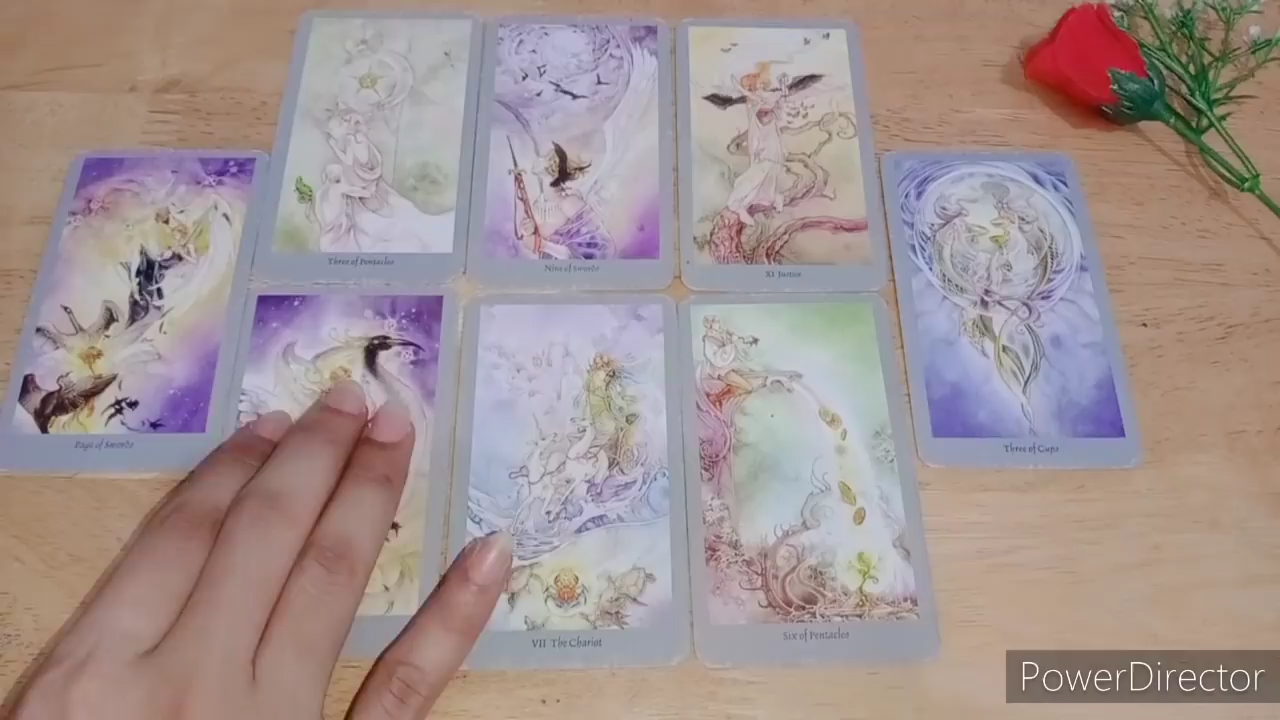 Three of Pentacles
Nine of Swords
XI Justice
Page of Swords
Three of Cups
VII The Chariot
Six of Pentacles
PowerDirector